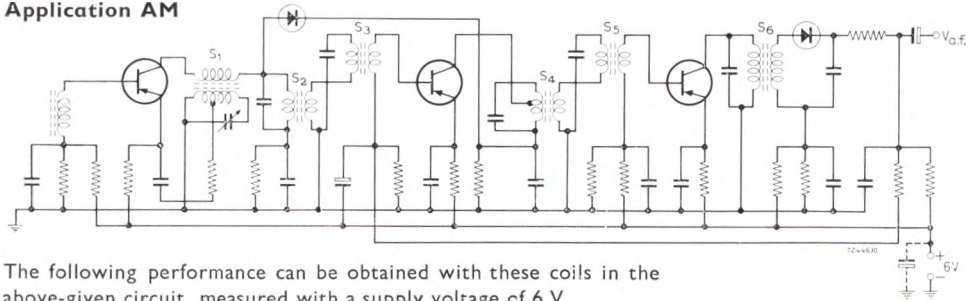 Application AM
S1
S2
S3
S4
S5
S6
Va.f.
7Z44630
+
6V
−
The following performance can be obtained with these coils in the
above-given circuit, measured with a supply voltage of 6 V